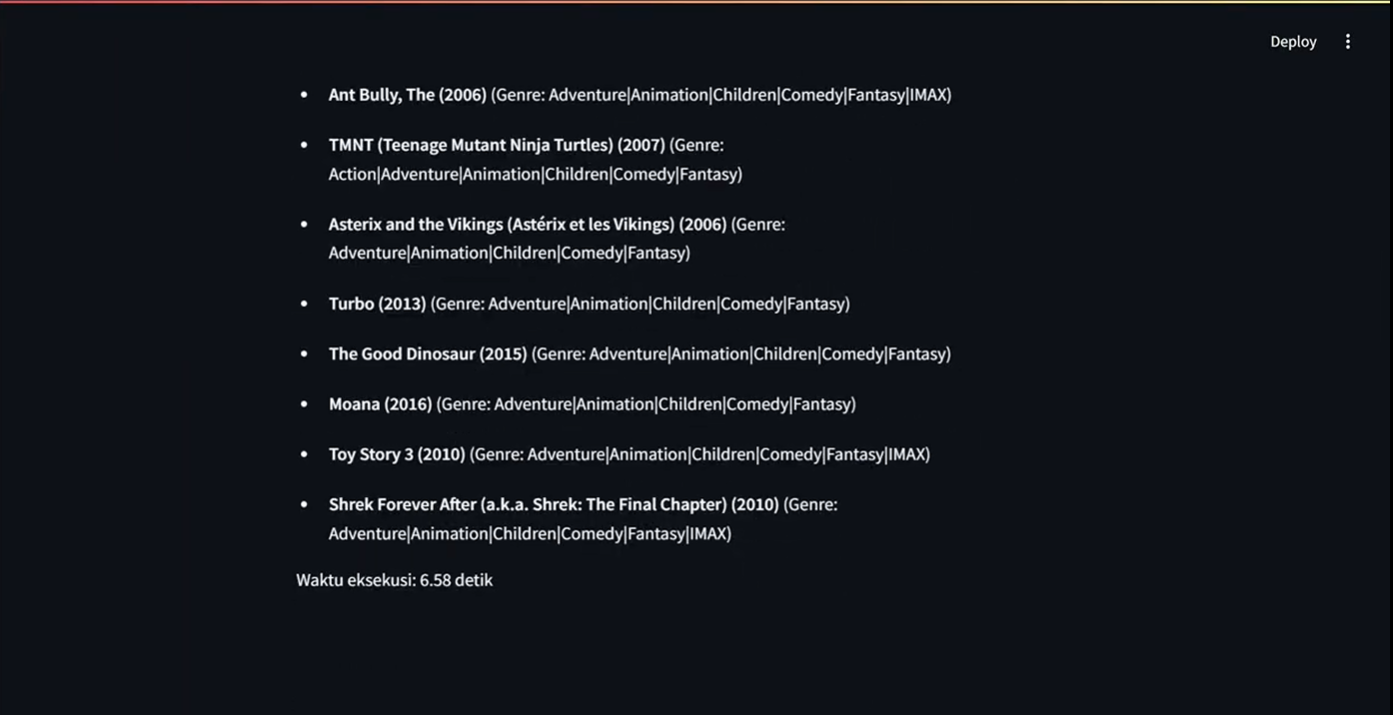 Deploy
• Ant Bully, The (2006) (Genre: Adventure|Animation|Children|Comedy|Fantasy|IMAX)
• TMNT (Teenage Mutant Ninja Turtles) (2007) (Genre:
Action|Adventure|Animation|Children|Comedy|Fantasy)
• Asterix and the Vikings (Astérix et les Vikings) (2006) (Genre:
Adventure|Animation|Children|Comedy|Fantasy)
• Turbo (2013) (Genre: Adventure|Animation|Children|Comedy|Fantasy)
• The Good Dinosaur (2015) (Genre: Adventure|Animation|Children|Comedy|Fantasy)
• Moana (2016) (Genre: Adventure|Animation|Children|Comedy|Fantasy)
• Toy Story 3 (2010) (Genre: Adventure|Animation|Children|Comedy|Fantasy|IMAX)
• Shrek Forever After (a.k.a. Shrek: The Final Chapter) (2010) (Genre:
Adventure|Animation|Children|Comedy|Fantasy|IMAX)
Waktu eksekusi: 6.58 detik